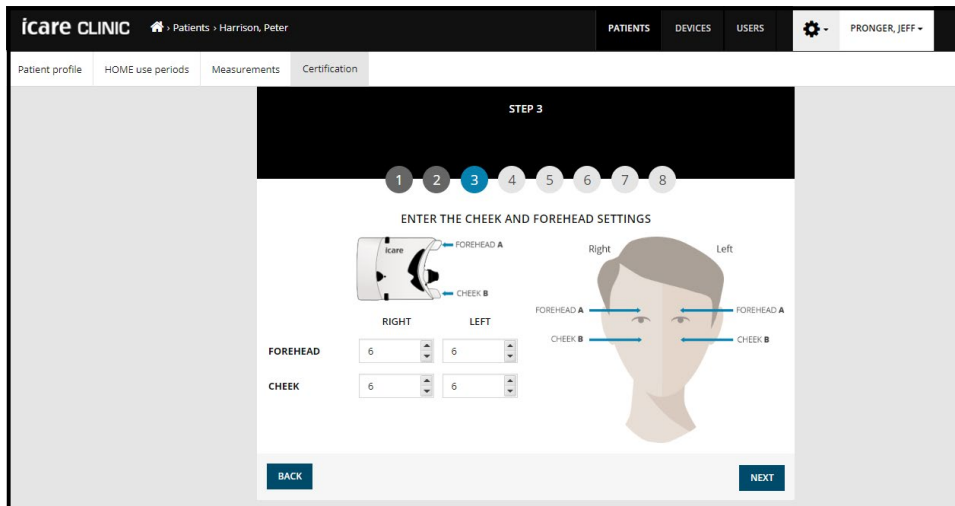 icare CLINIC › Patients › Harrison, Peter PATIENTS DEVICES USERS PRONGER, JEFF
Patient profile HOME use periods Measurements Certification
STEP 3
1 2 3 4 5 6 7 8
ENTER THE CHEEK AND FOREHEAD SETTINGS
icare FOREHEAD A Right Left
CHEEK B
FOREHEAD A FOREHEAD A
RIGHT LEFT
CHEEK B CHEEK B
FOREHEAD 6 6
CHEEK 6 6
BACK NEXT